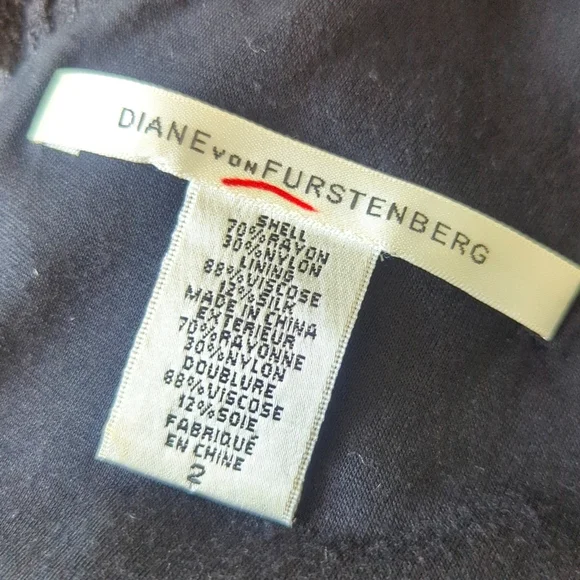 DIANE VON FURSTENBERG
SHELL
70%RAYON
30%NYLON
LINING
88%VISCOSE
12%SILK
MADE IN CHINA
EXTERIEUR
70%RAYONNE
30%NYLON
DOUBLURE
88%VISCOSE
12%SOIE
FABRIQUÉ
EN CHINE
2